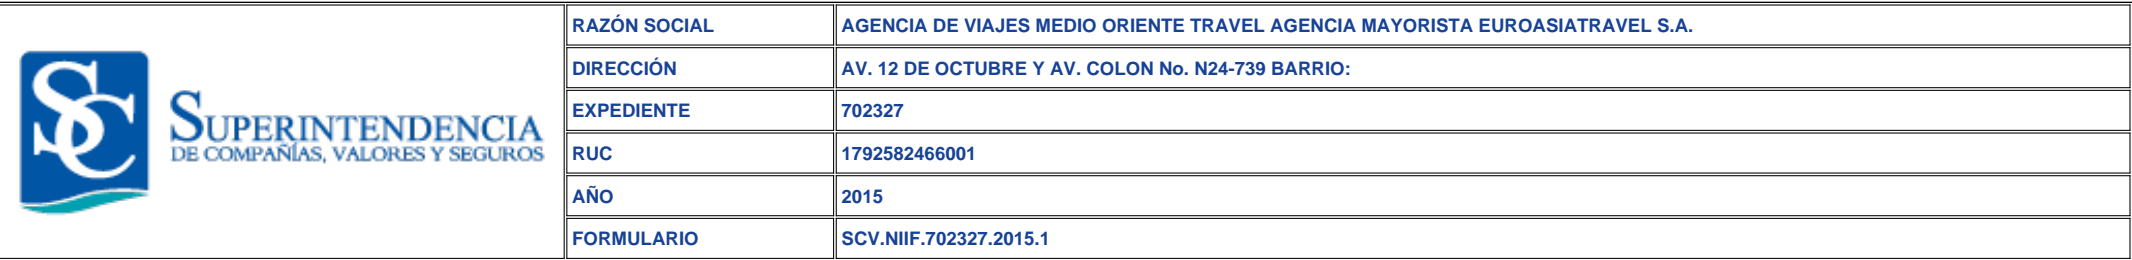 SC
SUPERINTENDENCIA
DE COMPAÑÍAS, VALORES Y SEGUROS
RAZÓN SOCIAL AGENCIA DE VIAJES MEDIO ORIENTE TRAVEL AGENCIA MAYORISTA EUROASIATRAVEL S.A.
DIRECCIÓN AV. 12 DE OCTUBRE Y AV. COLON No. N24-739 BARRIO:
EXPEDIENTE 702327
RUC 1792582466001
AÑO 2015
FORMULARIO SCV.NIIF.702327.2015.1